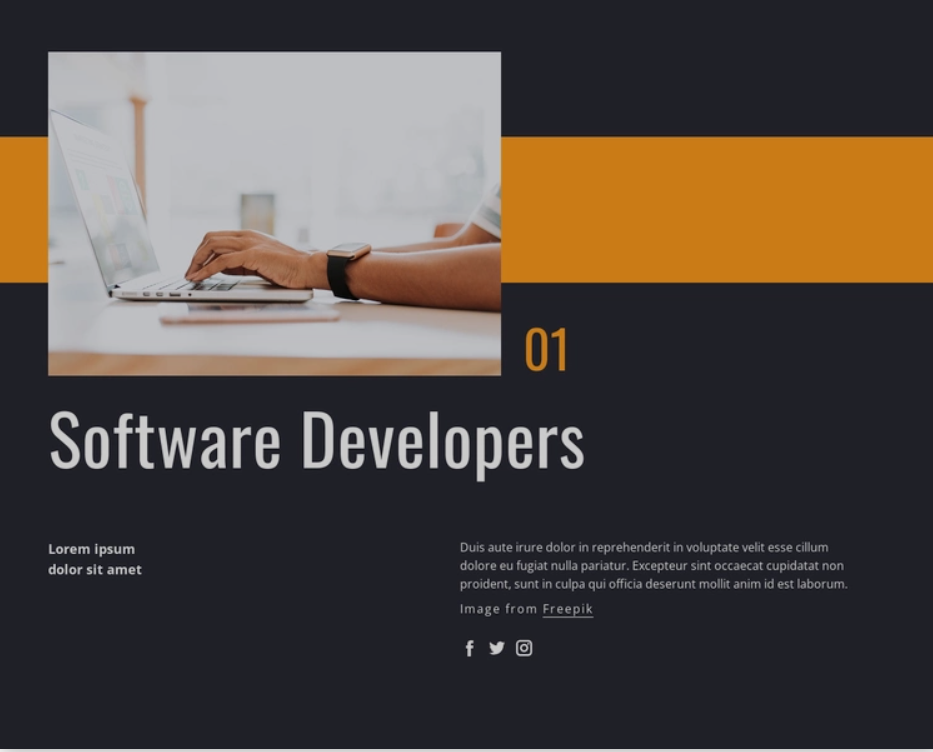 01
Software Developers
Lorem ipsum
dolor sit amet
Duis aute irure dolor in reprehenderit in voluptate velit esse cillum
dolore eu fugiat nulla pariatur. Excepteur sint occaecat cupidatat non
proident, sunt in culpa qui officia deserunt mollit anim id est laborum.
Image from Freepik